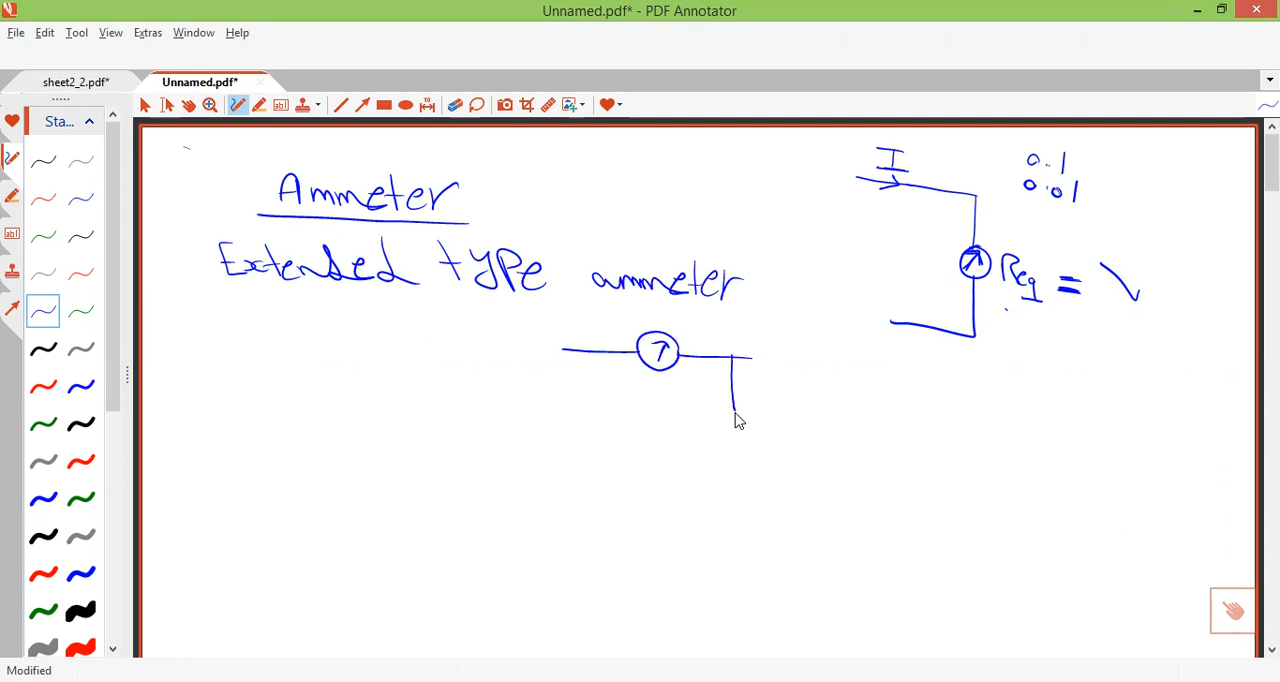 Unnamed.pdf* - PDF Annotator
File Edit Tool View Extras Window Help
sheet2_2.pdf* Unnamed.pdf*
Sta...
Ammeter
Extended type ammeter
I
0.1
0.01
Req =
Modified